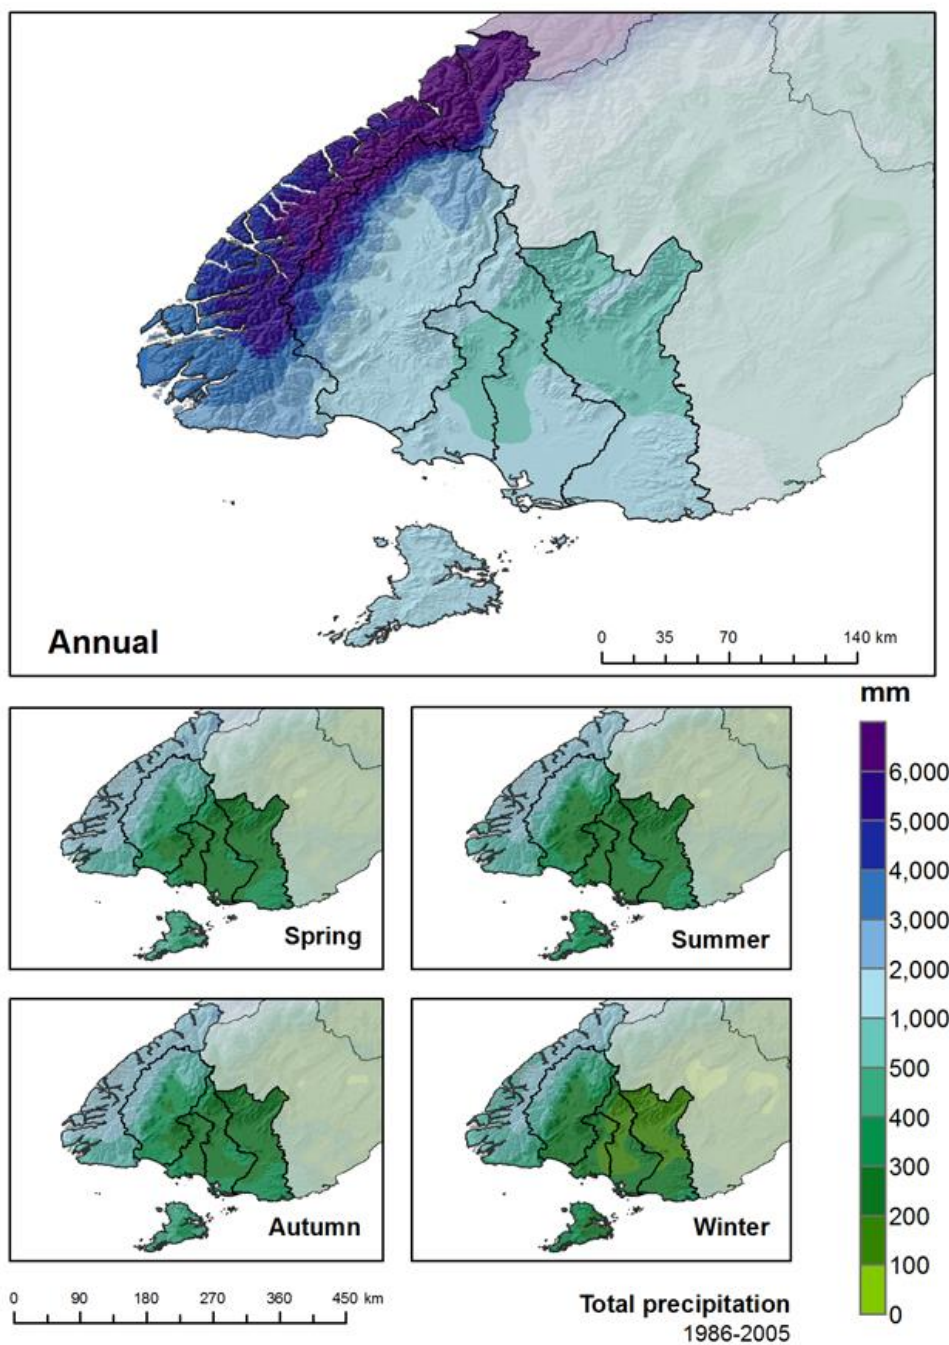 Annual
0 35 70 140 km
mm
6,000
5,000
4,000
3,000
2,000
1,000
500
400
300
200
100
0
Spring
Summer
Autumn
Winter
0 90 180 270 360 450 km
Total precipitation
1986-2005